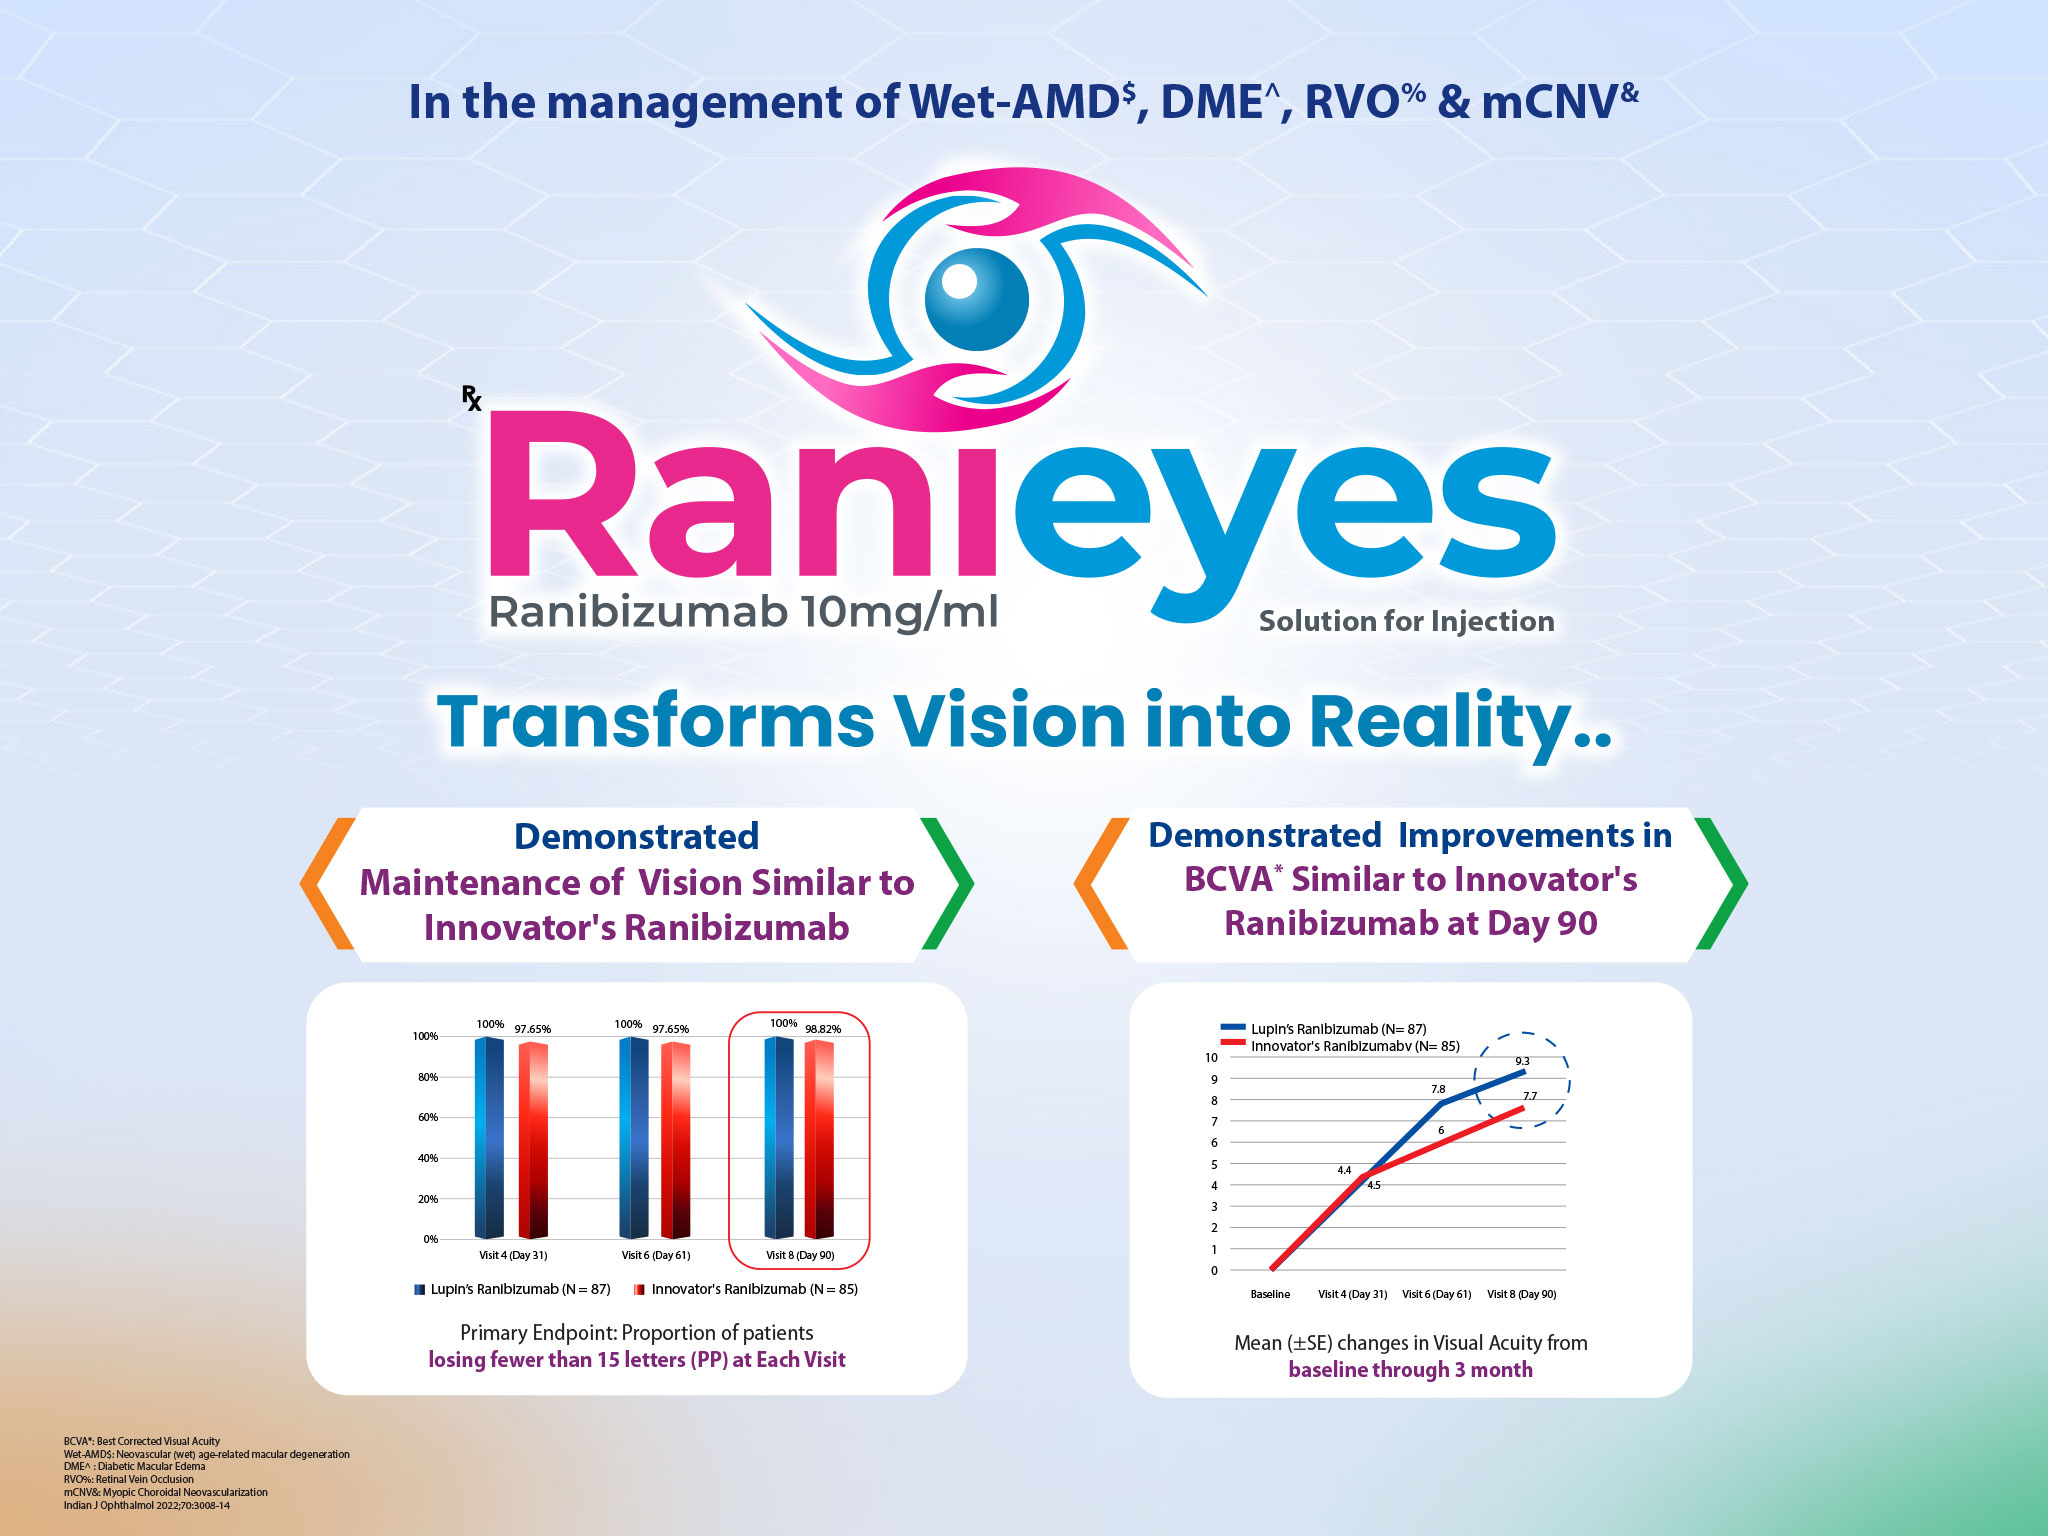 In the management of Wet-AMD$, DME^, RVO% & mCNV&
Rx
Ranieyes
Ranibizumab 10mg/ml
Solution for Injection
Transforms Vision into Reality..
Demonstrated
Maintenance of Vision Similar to
Innovator's Ranibizumab
100% 97.65% 100% 97.65% 100% 98.82%
100%
80%
60%
40%
20%
0%
Visit 4 (Day 31) Visit 6 (Day 61) Visit 8 (Day 90)
Lupin's Ranibizumab (N = 87) Innovator's Ranibizumab (N = 85)
Primary Endpoint: Proportion of patients
losing fewer than 15 letters (PP) at Each Visit
Demonstrated Improvements in
BCVA* Similar to Innovator's
Ranibizumab at Day 90
Lupin's Ranibizumab (N= 87)
Innovator's Ranibizumabv (N= 85)
10
9
8
7
6
5
4
3
2
1
0
9.3
7.8
7.7
6
4.4
4.5
Baseline Visit 4 (Day 31) Visit 6 (Day 61) Visit 8 (Day 90)
Mean (±SE) changes in Visual Acuity from
baseline through 3 month
BCVA*: Best Corrected Visual Acuity
Wet-AMD$: Neovascular (wet) age-related macular degeneration
DME^ : Diabetic Macular Edema
RVO%: Retinal Vein Occlusion
mCNV&: Myopic Choroidal Neovascularization
Indian J Ophthalmol 2022;70:3008-14